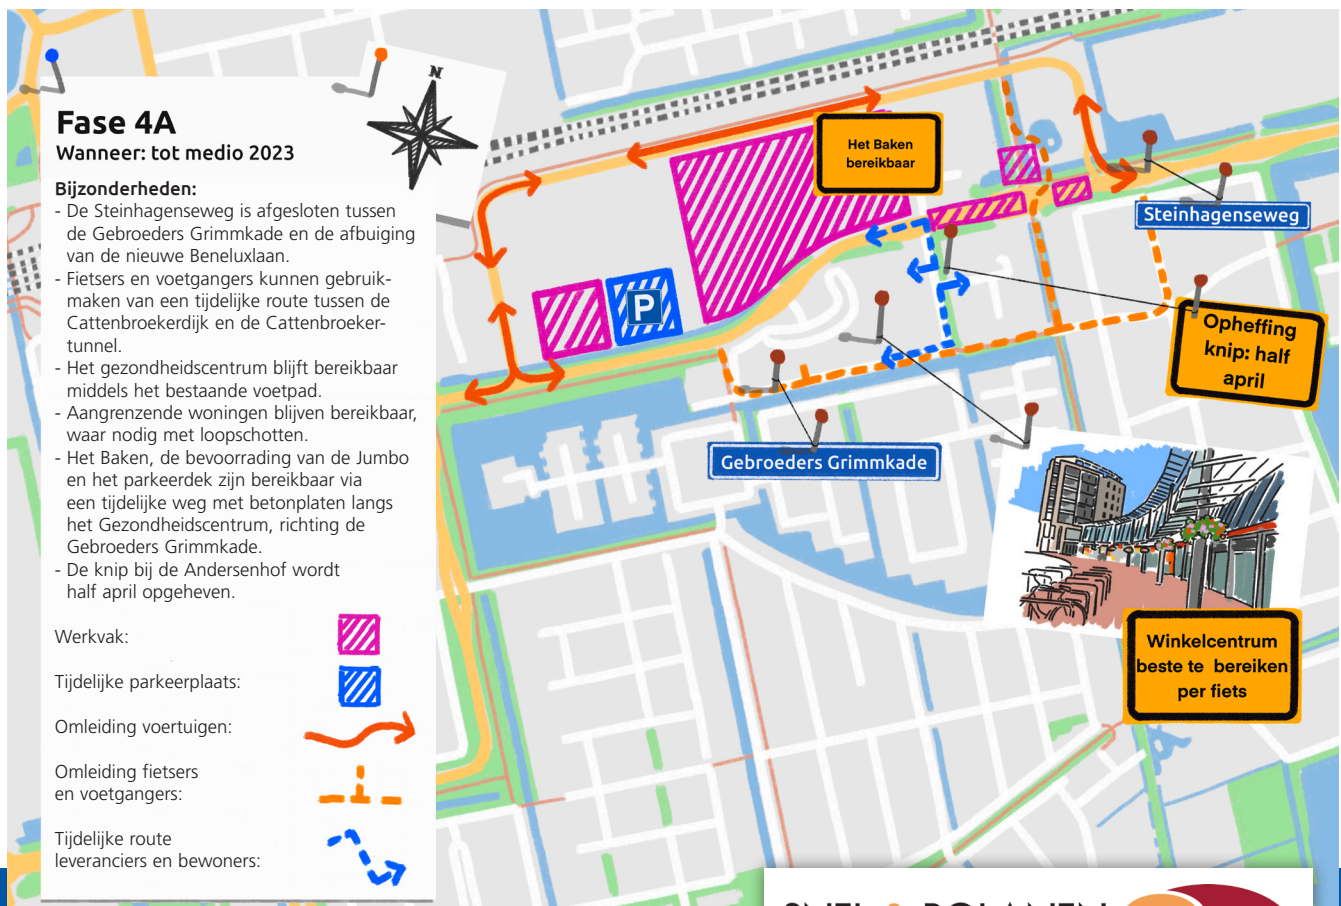 N
Fase 4A
Wanneer: tot medio 2023
Bijzonderheden:
- De Steinhagenseweg is afgesloten tussen
de Gebroeders Grimmkade en de afbuiging
van de nieuwe Beneluxlaan.
- Fietsers en voetgangers kunnen gebruik-
maken van een tijdelijke route tussen de
Cattenbroekerdijk en de Cattenbroeker-
tunnel.
- Het gezondheidscentrum blijft bereikbaar
middels het bestaande voetpad.
- Aangrenzende woningen blijven bereikbaar,
waar nodig met loopschotten.
- Het Baken, de bevoorrading van de Jumbo
en het parkeerdek zijn bereikbaar via
een tijdelijke weg met betonplaten langs
het Gezondheidscentrum, richting de
Gebroeders Grimmkade.
- De knip bij de Andersenhof wordt
half april opgeheven.
Werkvak:
Tijdelijke parkeerplaats:
Omleiding voertuigen:
Omleiding fietsers
en voetgangers:
Tijdelijke route
leveranciers en bewoners:
Het Baken
bereikbaar
Steinhagenseweg
P
Opheffing
knip: half
april
Gebroeders Grimmkade
Winkelcentrum
beste te bereiken
per fiets